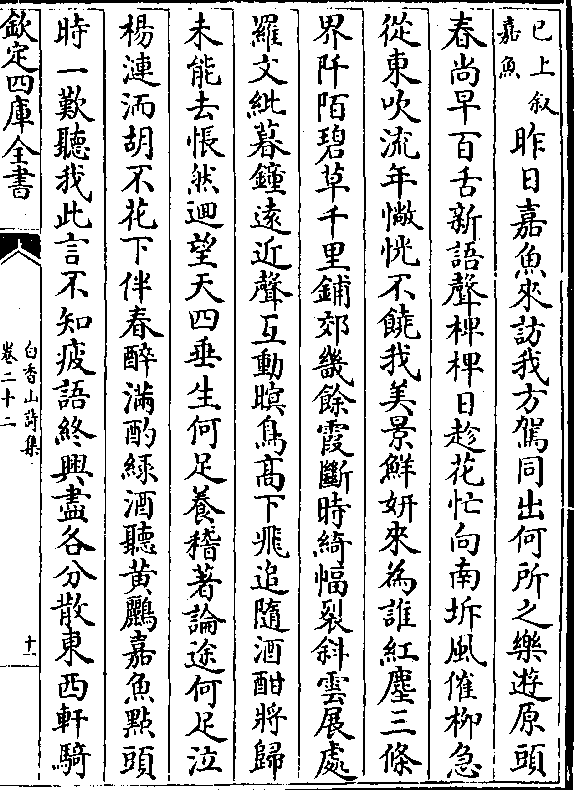 已上叙
嘉魚
昨日嘉魚來訪我方駕同出何所之樂遊原頭
春尚早百舌新語聲椑椑日趁花忙向南坼風催柳急
從東吹流年惝恍不饒我美景鮮妍來為誰紅塵三條
界阡陌碧草千里鋪郊畿餘霞斷時綺幅裂斜雲展處
羅文紕暮鐘遠近聲互動暝鳥高下飛追隨酒酣將歸
未能去悵然迴望天四垂生何足養嵇著論途何足泣
楊漣洏胡不花下伴春醉滿酌緑酒聽黄鸝嘉魚㸃頭
時一歎聽我此言不知疲語終興盡各分散東西軒騎
欽定四庫全書
白香山詩集
卷二十二
十一